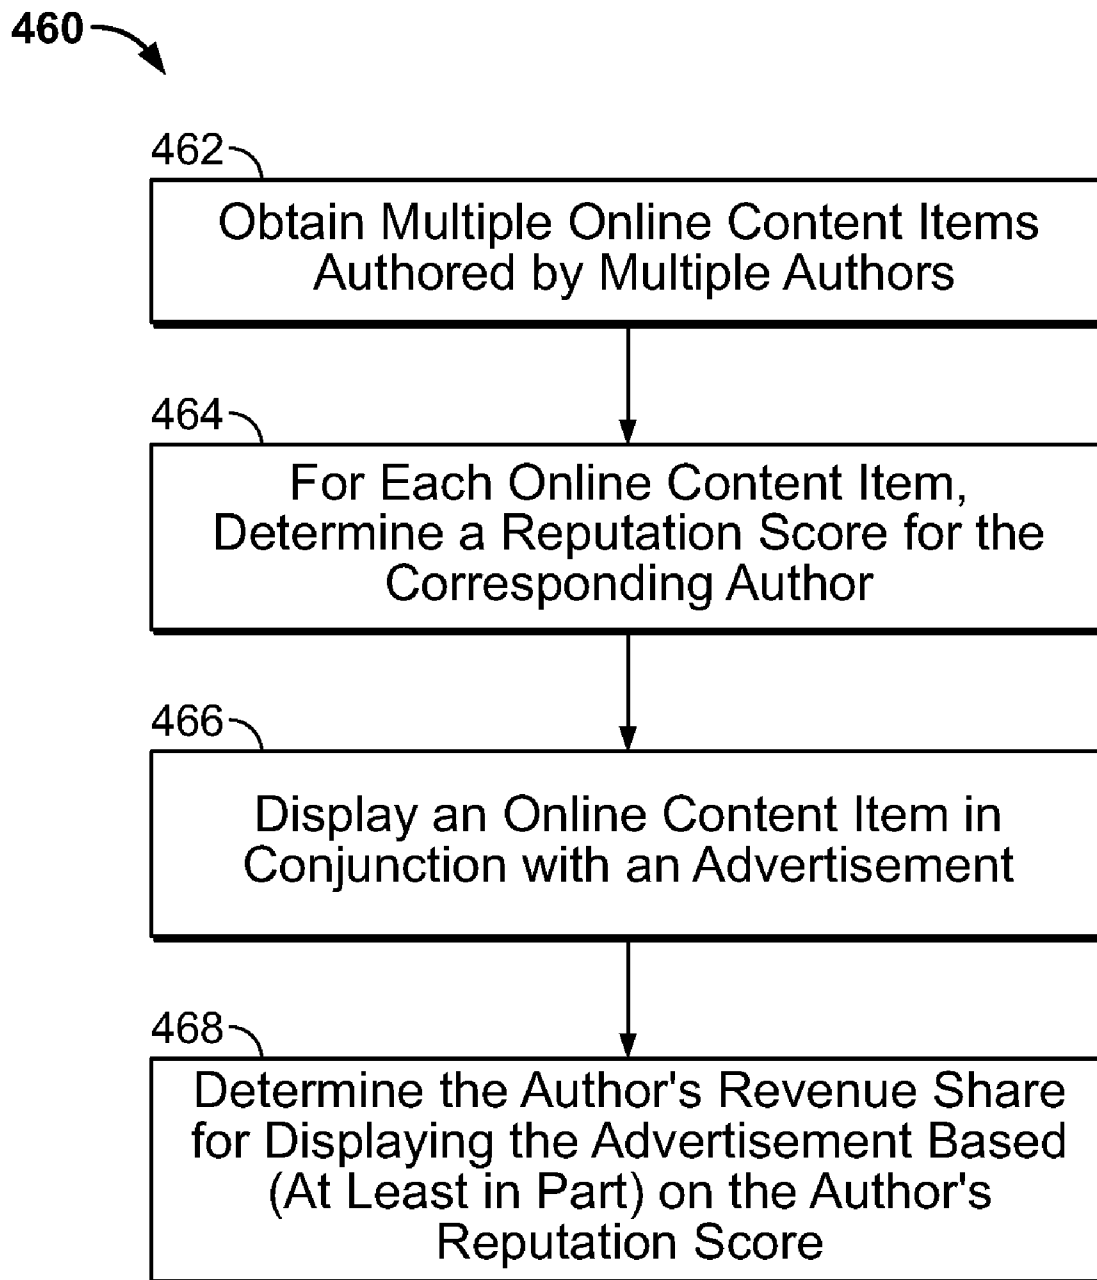 460
462
Obtain Multiple Online Content Items
Authored by Multiple Authors
464
For Each Online Content Item,
Determine a Reputation Score for the
Corresponding Author
466
Display an Online Content Item in
Conjunction with an Advertisement
468
Determine the Author's Revenue Share
for Displaying the Advertisement Based
(At Least in Part) on the Author's
Reputation Score